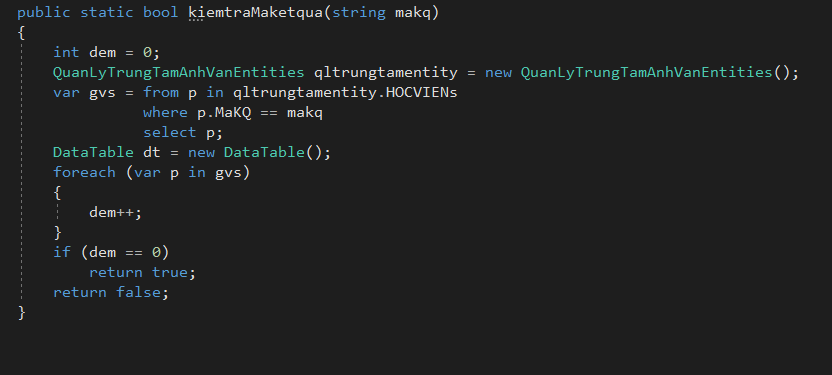 public static bool kiemtraMaketqua(string makq)
{
int dem = 0;
QuanLyTrungTamAnhVanEntities qltrungtamentity = new QuanLyTrungTamAnhVanEntities();
var gvs = from p in qltrungtamentity.HOCVIENs
where p.MaKQ == makq
select p;
DataTable dt = new DataTable();
foreach (var p in gvs)
{
dem++;
}
if (dem == 0)
return true;
return false;
}